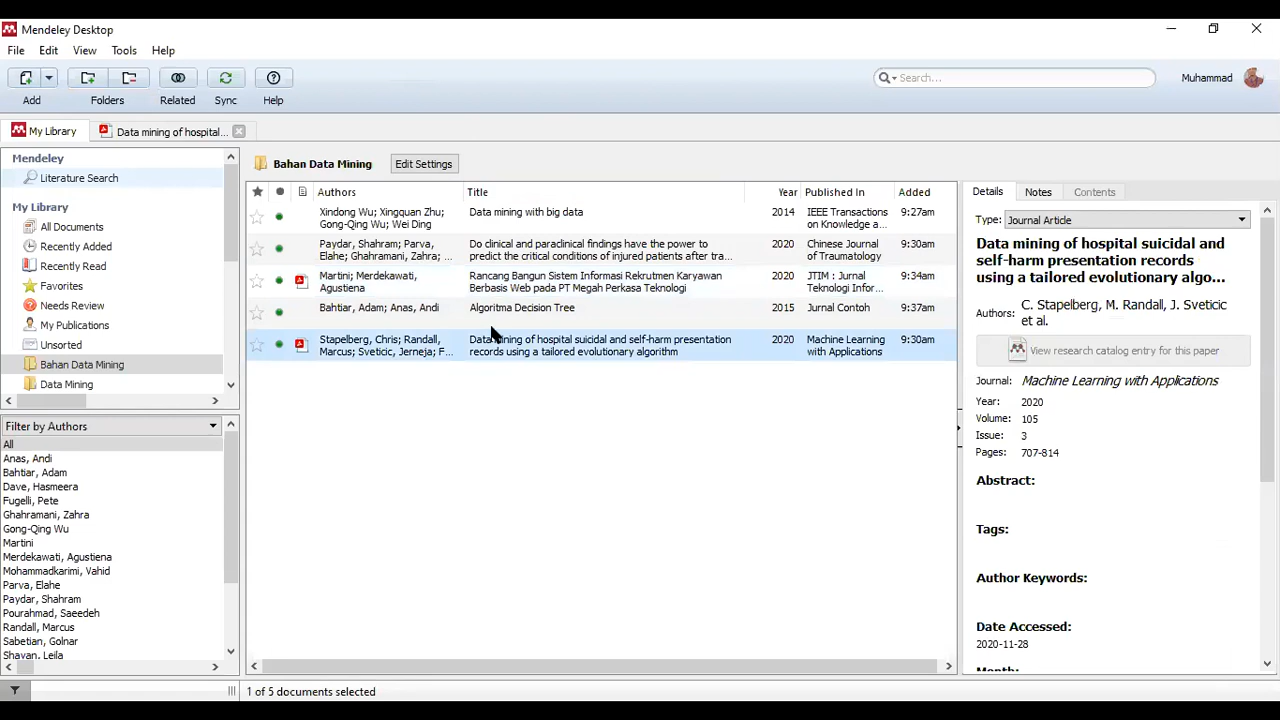 Mendeley Desktop
File Edit View Tools Help
Search...
Muhammad
Add Folders Related Sync Help
My Library
Data mining of hospital...
Mendeley
Literature Search
My Library
All Documents
Recently Added
Recently Read
Favorites
Needs Review
My Publications
Unsorted
Bahan Data Mining
Data Mining
Filter by Authors
All
Anas, Andi
Bahtiar, Adam
Dave, Hasmeera
Fugelli, Pete
Ghahramani, Zahra
Gong-Qing Wu
Martini
Merdekawati, Agustiena
Mohammadkarimi, Vahid
Parva, Elahe
Paydar, Shahram
Pourahmad, Saeedeh
Randall, Marcus
Sabetian, Golnar
Shayan, Leila
Bahan Data Mining Edit Settings
Authors Title Year Published In Added
Xindong Wu; Xingquan Zhu; Data mining with big data 2014 IEEE Transactions 9:27am
Gong-Qing Wu; Wei Ding on Knowledge a...
Paydar, Shahram; Parva, Do clinical and paraclinical findings have the power to 2020 Chinese Journal 9:30am
Elahe; Ghahramani, Zahra; ... predict the critical conditions of injured patients after tra... of Traumatology
Martini; Merdekawati, Rancang Bangun Sistem Informasi Rekrutmen Karyawan 2020 JTIM : Jurnal 9:34am
Agustiena Berbasis Web pada PT Megah Perkasa Teknologi Teknologi Infor...
Bahtiar, Adam; Anas, Andi Algoritma Decision Tree 2015 Jurnal Contoh 9:37am
Stapelberg, Chris; Randall, Data mining of hospital suicidal and self-harm presentation 2020 Machine Learning 9:30am
Marcus; Sveticic, Jerneja; F... records using a tailored evolutionary algorithm with Applications
Details Notes Contents
Type: Journal Article
Data mining of hospital suicidal and
self-harm presentation records
using a tailored evolutionary algo...
Authors: C. Stapelberg, M. Randall, J. Sveticic
et al.
View research catalog entry for this paper
Journal: Machine Learning with Applications
Year: 2020
Volume: 105
Issue: 3
Pages: 707-814
Abstract:
Tags:
Author Keywords:
Date Accessed:
2020-11-28
Month:
1 of 5 documents selected